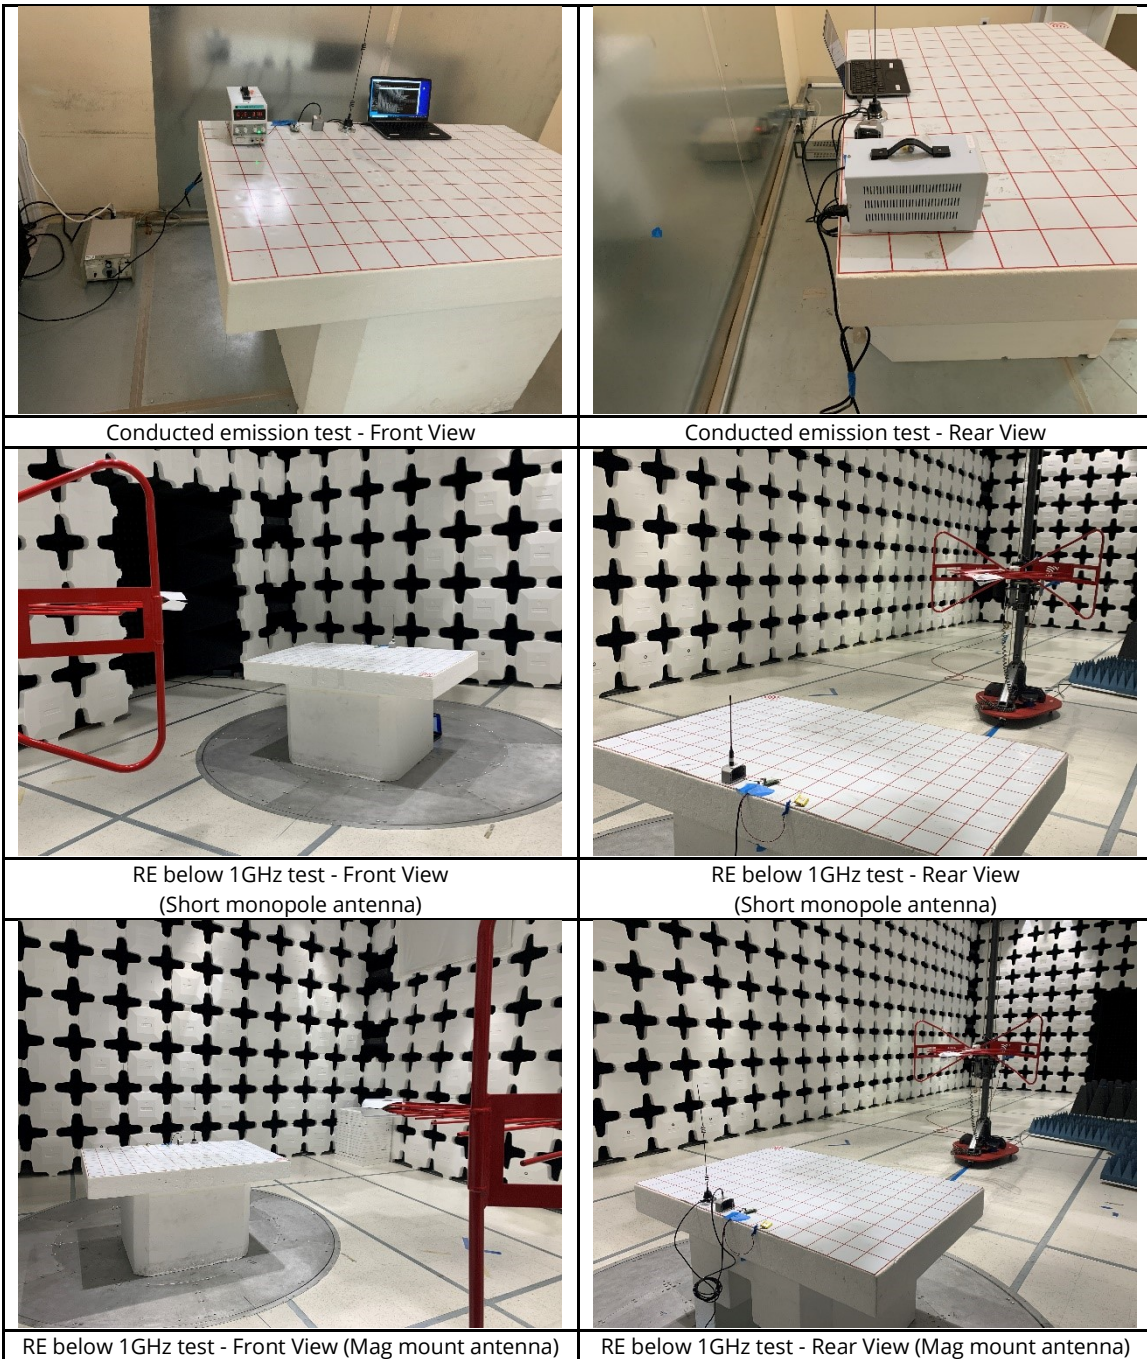 Conducted emission test - Front View
Conducted emission test - Rear View
RE below 1GHz test - Front View
(Short monopole antenna)
RE below 1GHz test - Rear View
(Short monopole antenna)
RE below 1GHz test - Front View (Mag mount antenna)
RE below 1GHz test - Rear View (Mag mount antenna)